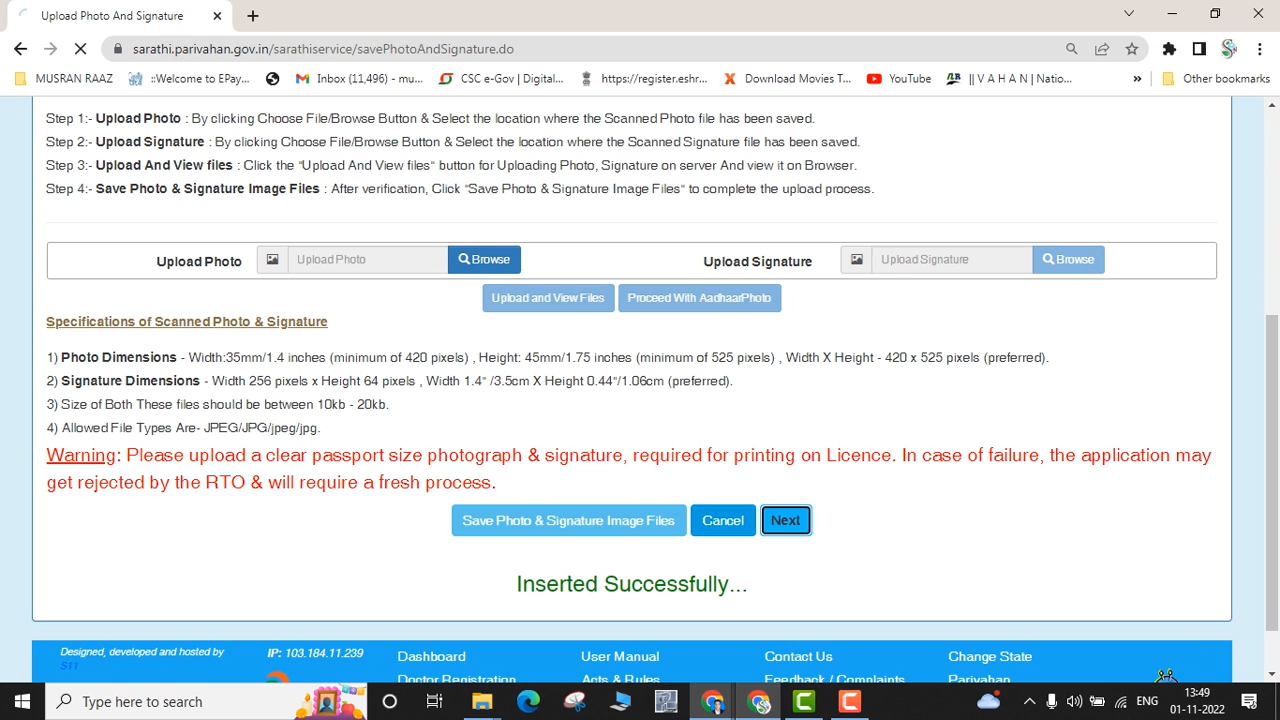 Upload Photo And Signature
sarathi.parivahan.gov.in/sarathiservice/savePhotoAndSignature.do
MUSRAN RAAZ
::Welcome to EPay...
Inbox (11,496) - mu...
CSC e-Gov | Digital...
https://register.eshr...
Download Movies T...
YouTube
|| V A H A N | Natio...
Other bookmarks
Step 1:- Upload Photo : By clicking Choose File/Browse Button & Select the location where the Scanned Photo file has been saved.
Step 2:- Upload Signature : By clicking Choose File/Browse Button & Select the location where the Scanned Signature file has been saved.
Step 3:- Upload And View files : Click the "Upload And View files" button for Uploading Photo, Signature on server And view it on Browser.
Step 4:- Save Photo & Signature Image Files : After verification, Click "Save Photo & Signature Image Files" to complete the upload process.
Upload Photo Upload Photo Browse Upload Signature Upload Signature Browse
Upload and View Files Proceed With AadhaarPhoto
Specifications of Scanned Photo & Signature
1) Photo Dimensions - Width:35mm/1.4 inches (minimum of 420 pixels) , Height: 45mm/1.75 inches (minimum of 525 pixels) , Width X Height - 420 x 525 pixels (preferred).
2) Signature Dimensions - Width 256 pixels x Height 64 pixels , Width 1.4" /3.5cm X Height 0.44"/1.06cm (preferred).
3) Size of Both These files should be between 10kb - 20kb.
4) Allowed File Types Are- JPEG/JPG/jpeg/jpg.
Warning: Please upload a clear passport size photograph & signature, required for printing on Licence. In case of failure, the application may
get rejected by the RTO & will require a fresh process.
Save Photo & Signature Image Files Cancel Next
Inserted Successfully...
Designed, developed and hosted by
S11
IP: 103.184.11.239
Dashboard User Manual Contact Us Change State
Doctor Registration Acts & Rules Feedback / Complaints Parivahan
Type here to search
ENG
13:49
01-11-2022